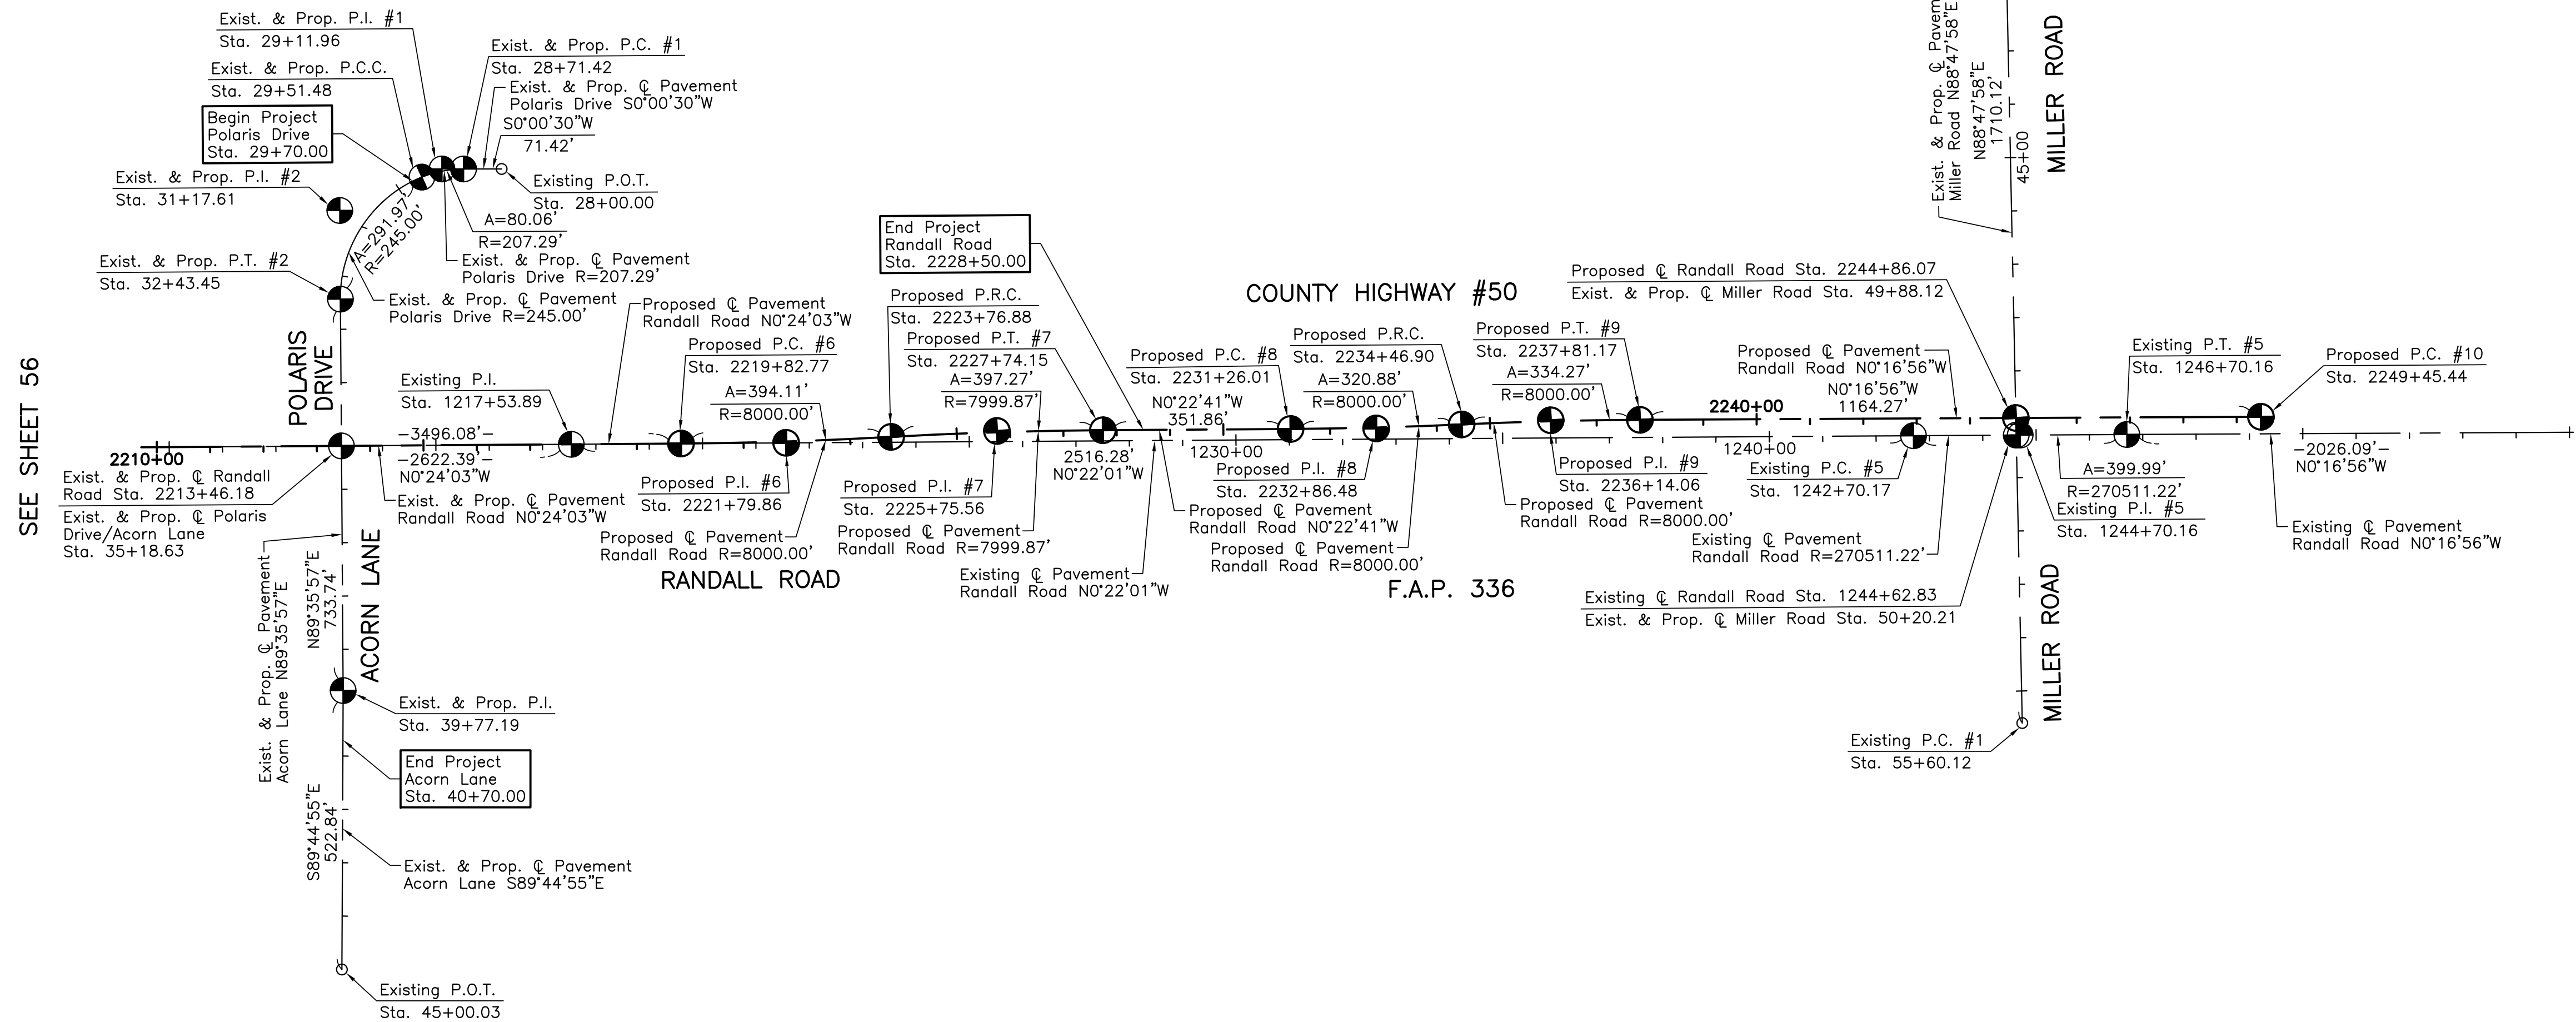 Exist. & Prop. P.I. #1
Sta. 29+11.96
Exist. & Prop. P.C. #1
Sta. 28+71.42
Exist. & Prop. P.C.C.
Sta. 29+51.48
Exist. & Prop. ℄ Pavement
Polaris Drive S0°00'30"W
S0°00'30"W
71.42'
Begin Project
Polaris Drive
Sta. 29+70.00
Exist. & Prop. P.I. #2
Sta. 31+17.61
Existing P.O.T.
Sta. 28+00.00
A=291.97'
R=245.00'
A=80.06'
R=207.29'
Exist. & Prop. P.T. #2
Sta. 32+43.45
Exist. & Prop. ℄ Pavement
Polaris Drive R=207.29'
Exist. & Prop. ℄ Pavement
Polaris Drive R=245.00'
POLARIS
DRIVE
SEE SHEET 56
Proposed ℄ Pavement
Randall Road N0°24'03"W
End Project
Randall Road
Sta. 2228+50.00
Proposed P.R.C.
Sta. 2223+76.88
Proposed P.C. #6
Sta. 2219+82.77
Proposed P.T. #7
Sta. 2227+74.15
Existing P.I.
Sta. 1217+53.89
A=394.11'
R=8000.00'
A=397.27'
R=7999.87'
COUNTY HIGHWAY #50
Proposed P.C. #8
Sta. 2231+26.01
N0°22'41"W
351.86'
Proposed P.R.C.
Sta. 2234+46.90
A=320.88'
R=8000.00'
Proposed P.T. #9
Sta. 2237+81.17
A=334.27'
R=8000.00'
Proposed ℄ Randall Road Sta. 2244+86.07
Exist. & Prop. ℄ Miller Road Sta. 49+88.12
Proposed ℄ Pavement
Randall Road N0°16'56"W
N0°16'56"W
1164.27'
2240+00
Existing P.T. #5
Sta. 1246+70.16
Proposed P.C. #10
Sta. 2249+45.44
Exist. & Prop. ℄
Miller Road N88°47'58"E
N88°47'58"E
1710.12'
45+00
MILLER ROAD
2210+00
-3496.08'-
-2622.39'-
N0°24'03"W
Exist. & Prop. ℄ Randall
Road Sta. 2213+46.18
Exist. & Prop. ℄ Polaris
Drive/Acorn Lane
Sta. 35+18.63
Exist. & Prop. ℄ Pavement
Randall Road N0°24'03"W
Proposed P.I. #6
Sta. 2221+79.86
Proposed ℄ Pavement
Randall Road R=8000.00'
RANDALL ROAD
Proposed P.I. #7
Sta. 2225+75.56
Proposed ℄ Pavement
Randall Road R=7999.87'
2516.28'
N0°22'01"W
Existing ℄ Pavement
Randall Road N0°22'01"W
1230+00
Proposed P.I. #8
Sta. 2232+86.48
Proposed ℄ Pavement
Randall Road N0°22'41"W
Proposed ℄ Pavement
Randall Road R=8000.00'
Proposed P.I. #9
Sta. 2236+14.06
Proposed ℄ Pavement
Randall Road R=8000.00'
F.A.P. 336
1240+00
Existing P.C. #5
Sta. 1242+70.17
Existing ℄ Pavement
Randall Road R=270511.22'
Existing ℄ Randall Road Sta. 1244+62.83
Exist. & Prop. ℄ Miller Road Sta. 50+20.21
A=399.99'
R=270511.22'
Existing P.I. #5
Sta. 1244+70.16
-2026.09'-
N0°16'56"W
Existing ℄ Pavement
Randall Road N0°16'56"W
MILLER ROAD
Existing P.C. #1
Sta. 55+60.12
Exist. & Prop. ℄ Pavement
Acorn Lane N89°35'57"E
N89°35'57"E
733.74'
ACORN LANE
Exist. & Prop. P.I.
Sta. 39+77.19
End Project
Acorn Lane
Sta. 40+70.00
S89°44'55"E
522.84'
Exist. & Prop. ℄ Pavement
Acorn Lane S89°44'55"E
Existing P.O.T.
Sta. 45+00.03